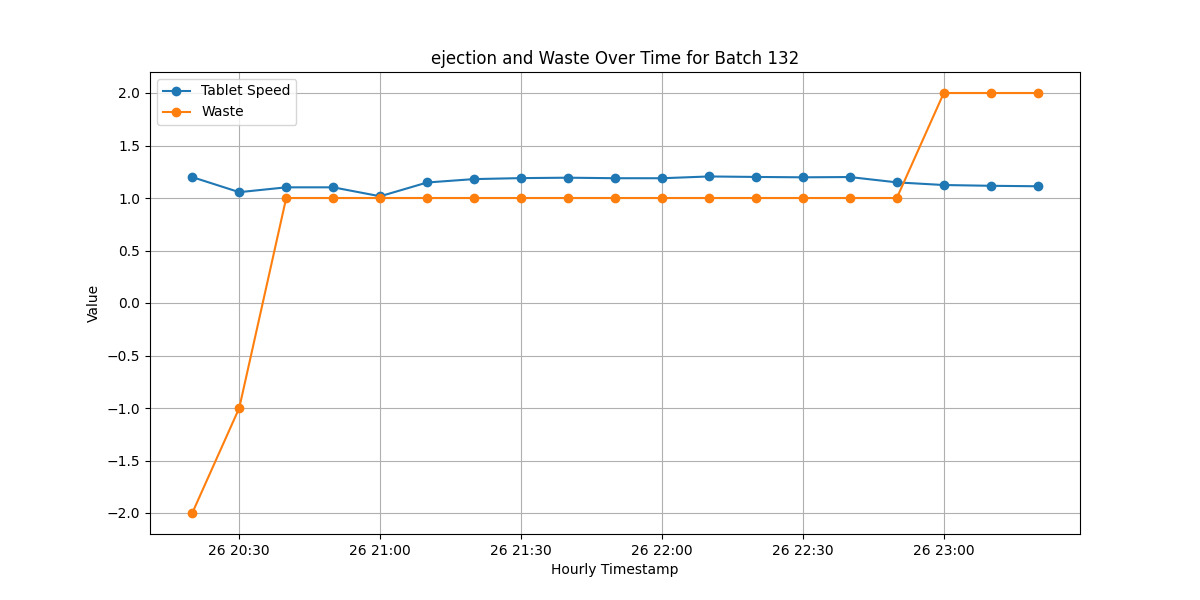 ejection and Waste Over Time for Batch 132
Tablet Speed
Waste
2.0
1.5
1.0
0.5
0.0
−0.5
−1.0
−1.5
−2.0
Value
26 20:30 26 21:00 26 21:30 26 22:00 26 22:30 26 23:00
Hourly Timestamp